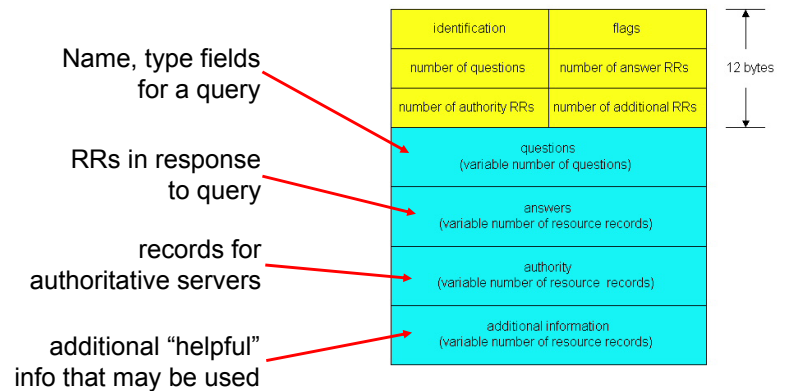 identification flags
number of questions number of answer RRs
number of authority RRs number of additional RRs
12 bytes
Name, type fields
for a query
questions
(variable number of questions)
RRs in response
to query
answers
(variable number of resource records)
records for
authoritative servers
authority
(variable number of resource records)
additional “helpful”
info that may be used
additional information
(variable number of resource records)